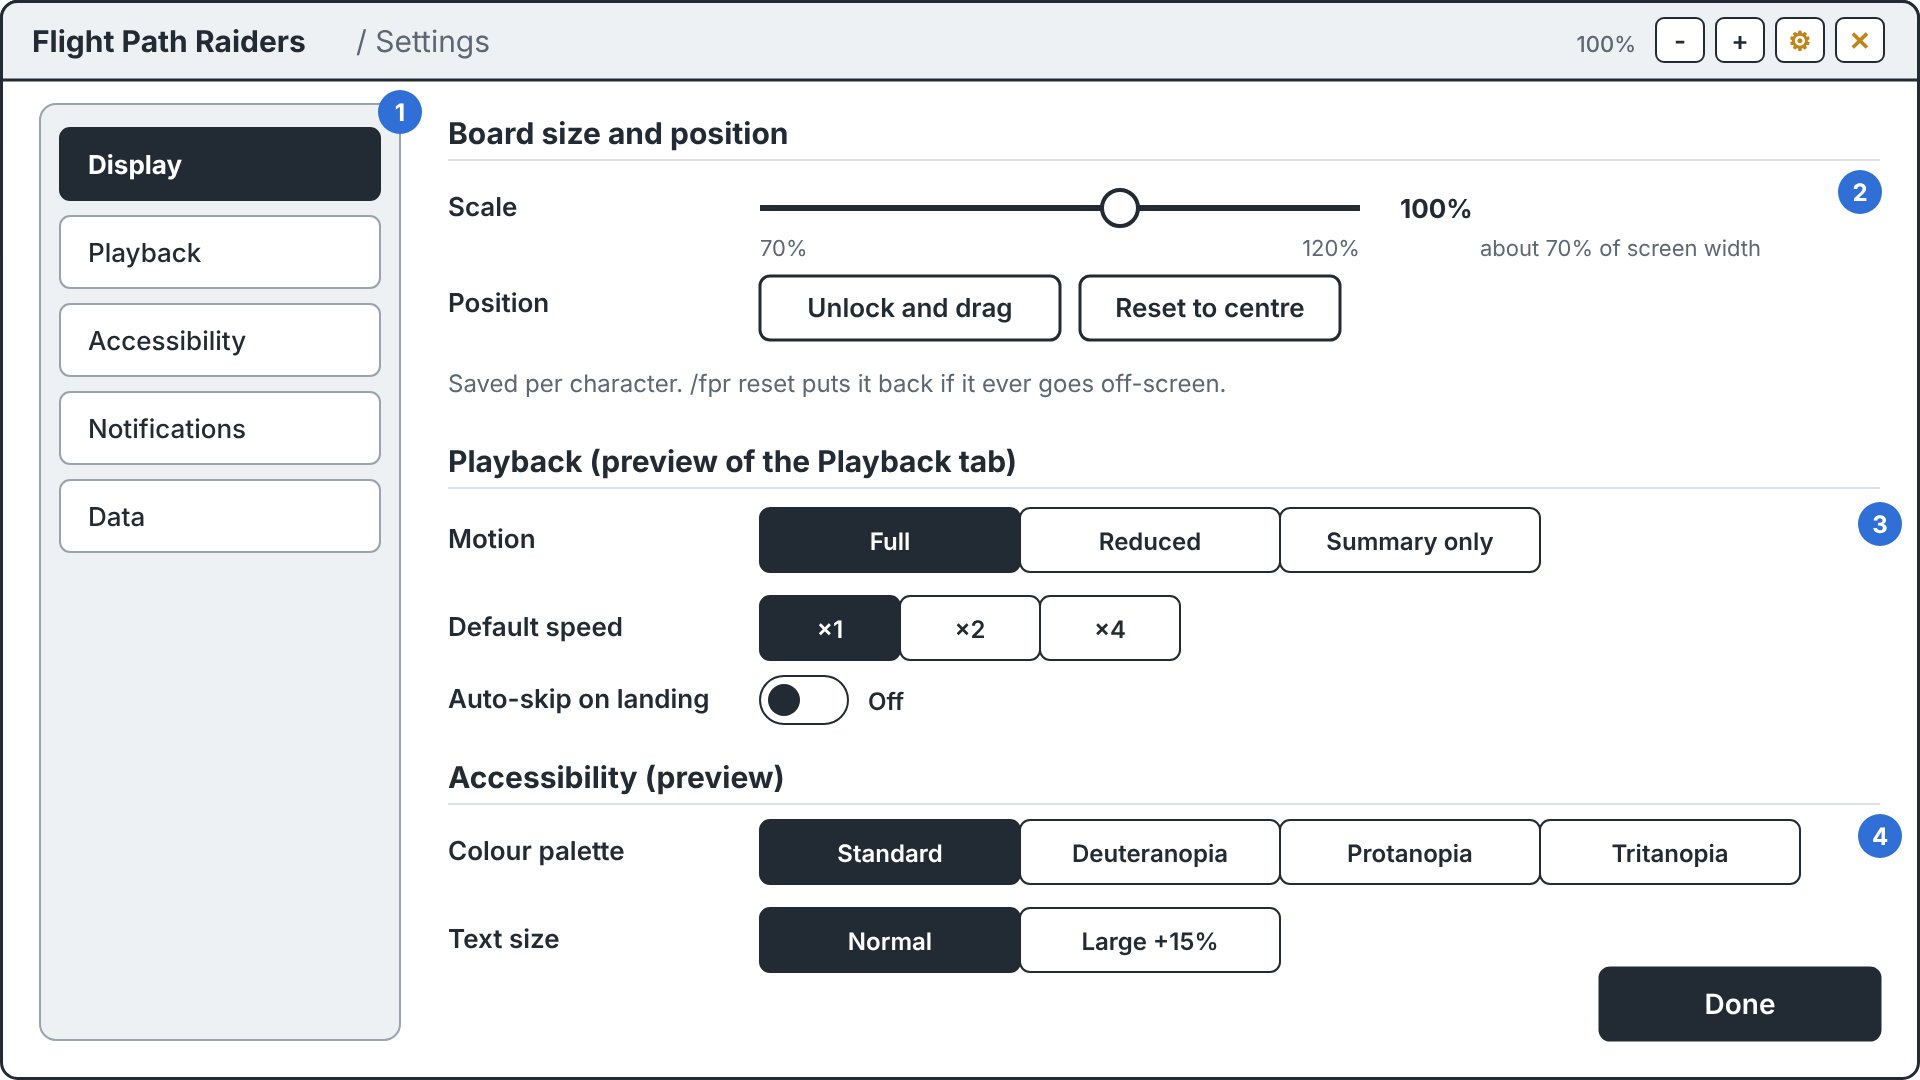 Flight Path Raiders / Settings
100% - + ⚙ ✕
1
Display
Playback
Accessibility
Notifications
Data
Board size and position
2
Scale
100%
70% 120% about 70% of screen width
Position Unlock and drag Reset to centre
Saved per character. /fpr reset puts it back if it ever goes off-screen.
Playback (preview of the Playback tab)
3
Motion Full Reduced Summary only
Default speed ×1 ×2 ×4
Auto-skip on landing Off
Accessibility (preview)
4
Colour palette Standard Deuteranopia Protanopia Tritanopia
Text size Normal Large +15%
Done